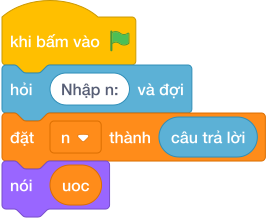 khi bấm vào
hỏi Nhập n: và đợi
đặt n thành câu trả lời
nói uoc